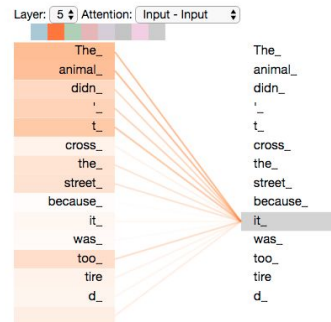 Layer: 5 Attention: Input - Input
The_ The_
animal_ animal_
didn_ didn_
'_ '_
t_ t_
cross_ cross_
the_ the_
street_ street_
because_ because_
it_ it_
was_ was_
too_ too_
tire tire
d_ d_